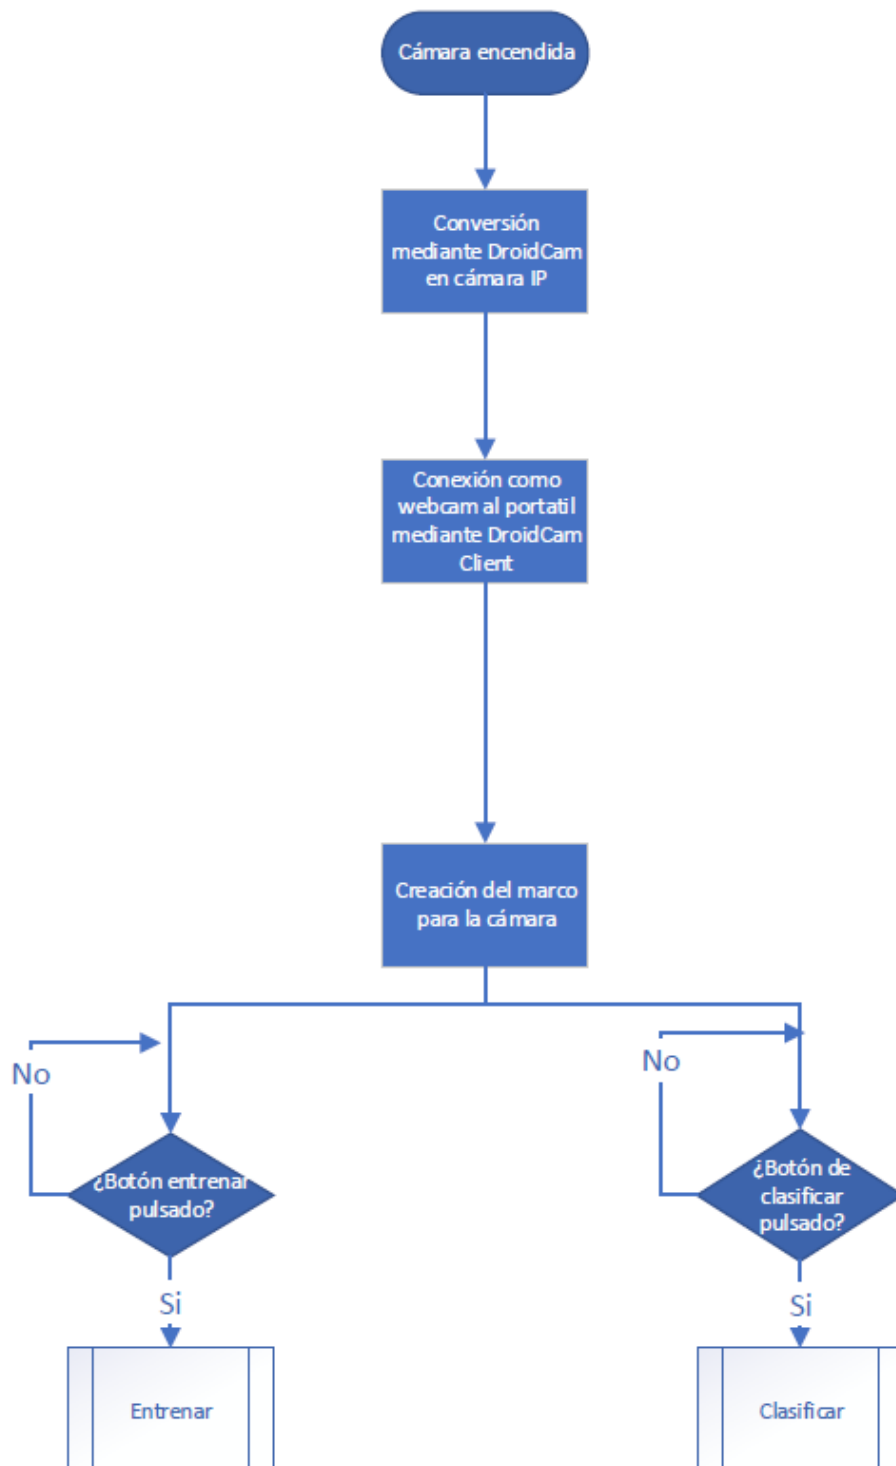 Cámara encendida
Conversión
mediante DroidCam
en cámara IP
Conexión como
webcam al portatil
mediante DroidCam
Client
Creación del marco
para la cámara
No
¿Botón entrenar
pulsado?
Si
Entrenar
No
¿Botón de
clasificar
pulsado?
Si
Clasificar